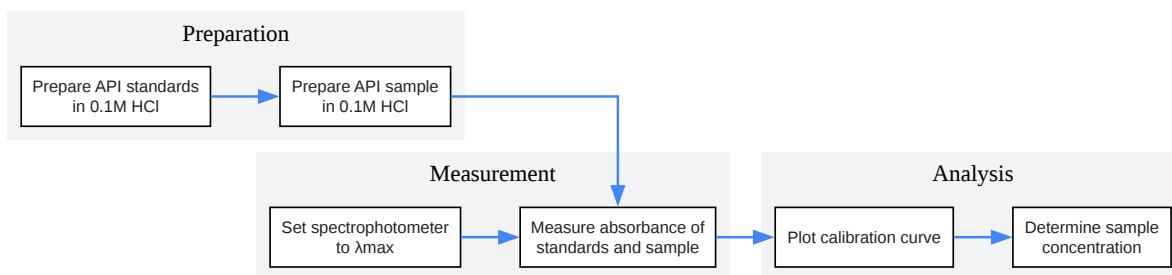 Preparation
Prepare API standards
in 0.1M HCl
Prepare API sample
in 0.1M HCl
Measurement
Set spectrophotometer
to λmax
Measure absorbance of
standards and sample
Analysis
Plot calibration curve
Determine sample
concentration